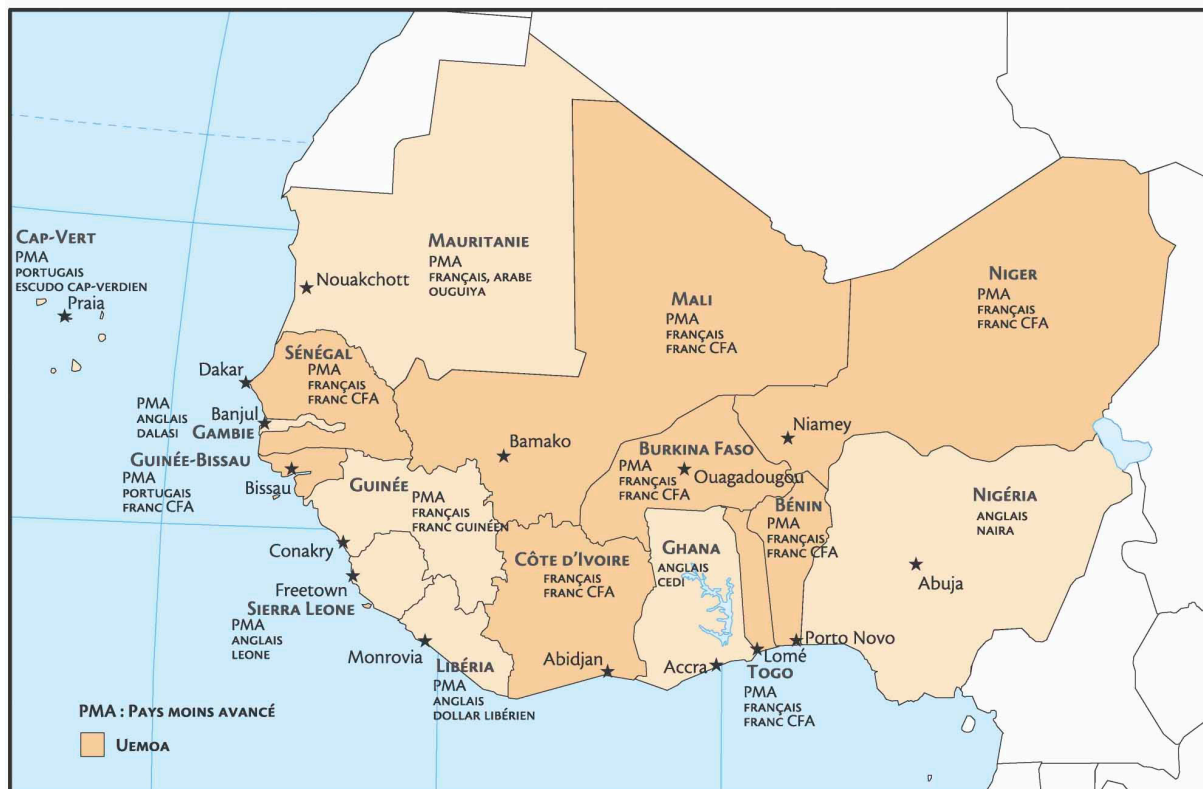 CAP-VERT
PMA
PORTUGAIS
ESCUDO CAP-VERDIEN
Praia
MAURITANIE
PMA
FRANÇAIS, ARABE
OUGUIYA
Nouakchott
MALI
PMA
FRANÇAIS
FRANC CFA
Bamako
NIGER
PMA
FRANÇAIS
FRANC CFA
Niamey
SÉNÉGAL
PMA
FRANÇAIS
FRANC CFA
Dakar
PMA
ANGLAIS
DALASI
Banjul
GAMBIE
GUINÉE-BISSAU
PMA
PORTUGAIS
FRANC CFA
Bissau
GUINÉE
PMA
FRANÇAIS
FRANC GUINÉEN
Conakry
BURKINA FASO
PMA
FRANÇAIS
FRANC CFA
Ouagadougou
BÉNIN
PMA
FRANÇAIS
FRANC CFA
Porto Novo
NIGÉRIA
ANGLAIS
NAIRA
Abuja
CÔTE D'IVOIRE
FRANÇAIS
FRANC CFA
Abidjan
GHANA
ANGLAIS
CEDI
Accra
Freetown
SIERRA LEONE
PMA
ANGLAIS
LEONE
Monrovia
LIBÉRIA
PMA
ANGLAIS
DOLLAR LIBÉRIEN
Lomé
TOGO
PMA
FRANÇAIS
FRANC CFA
PMA : PAYS MOINS AVANCÉ
UEMOA